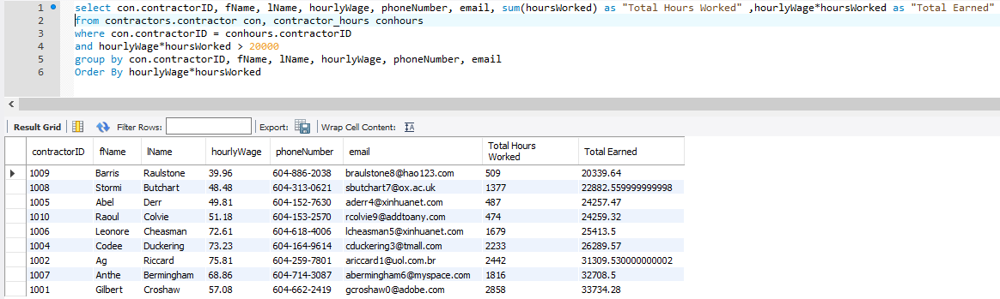 1 select con.contractorID, fName, lName, hourlyWage, phoneNumber, email, sum(hoursWorked) as "Total Hours Worked" ,hourlyWage*hoursWorked as "Total Earned"
2 from contractors.contractor con, contractor_hours conhours
3 where con.contractorID = conhours.contractorID
4 and hourlyWage*hoursWorked > 20000
5 group by con.contractorID, fName, lName, hourlyWage, phoneNumber, email
6 Order By hourlyWage*hoursWorked
Result Grid Filter Rows: Export: Wrap Cell Content: IA
contractorID fName lName hourlyWage phoneNumber email Total Hours Worked Total Earned
1009 Barris Raulstone 39.96 604-886-2038 braulstone8@hao123.com 509 20339.64
1008 Stormi Butchart 48.48 604-313-0621 sbutchart7@ox.ac.uk 1377 22882.559999999998
1005 Abel Derr 49.81 604-152-7630 aderr4@xinhuanet.com 487 24257.47
1010 Raoul Colvie 51.18 604-153-2570 rcolvie9@addtoany.com 474 24259.32
1006 Leonore Cheasman 72.61 604-618-4006 lcheasman5@xinhuanet.com 1679 25413.5
1004 Codee Duckering 73.23 604-164-9614 cduckering3@tmall.com 2233 26289.57
1002 Ag Riccard 75.81 604-259-7801 ariccard1@uol.com.br 2442 31309.530000000002
1007 Anthe Bermingham 68.86 604-714-3087 abermingham6@myspace.com 1816 32708.5
1001 Gilbert Croshaw 57.08 604-662-2419 gcroshaw0@adobe.com 2858 33734.28